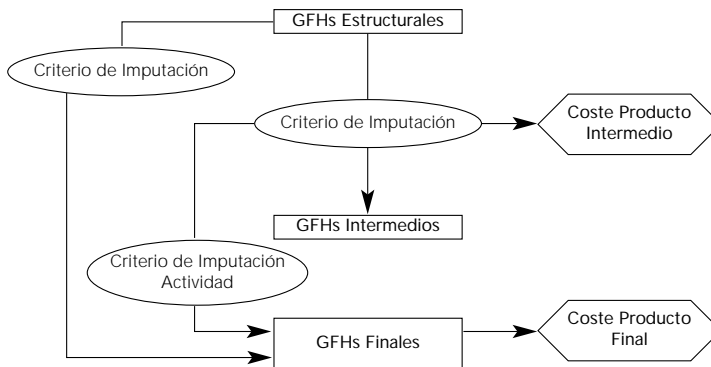 GFHs Estructurales
Criterio de Imputación
Criterio de Imputación
Coste Producto
Intermedio
GFHs Intermedios
Criterio de Imputación
Actividad
GFHs Finales
Coste Producto
Final